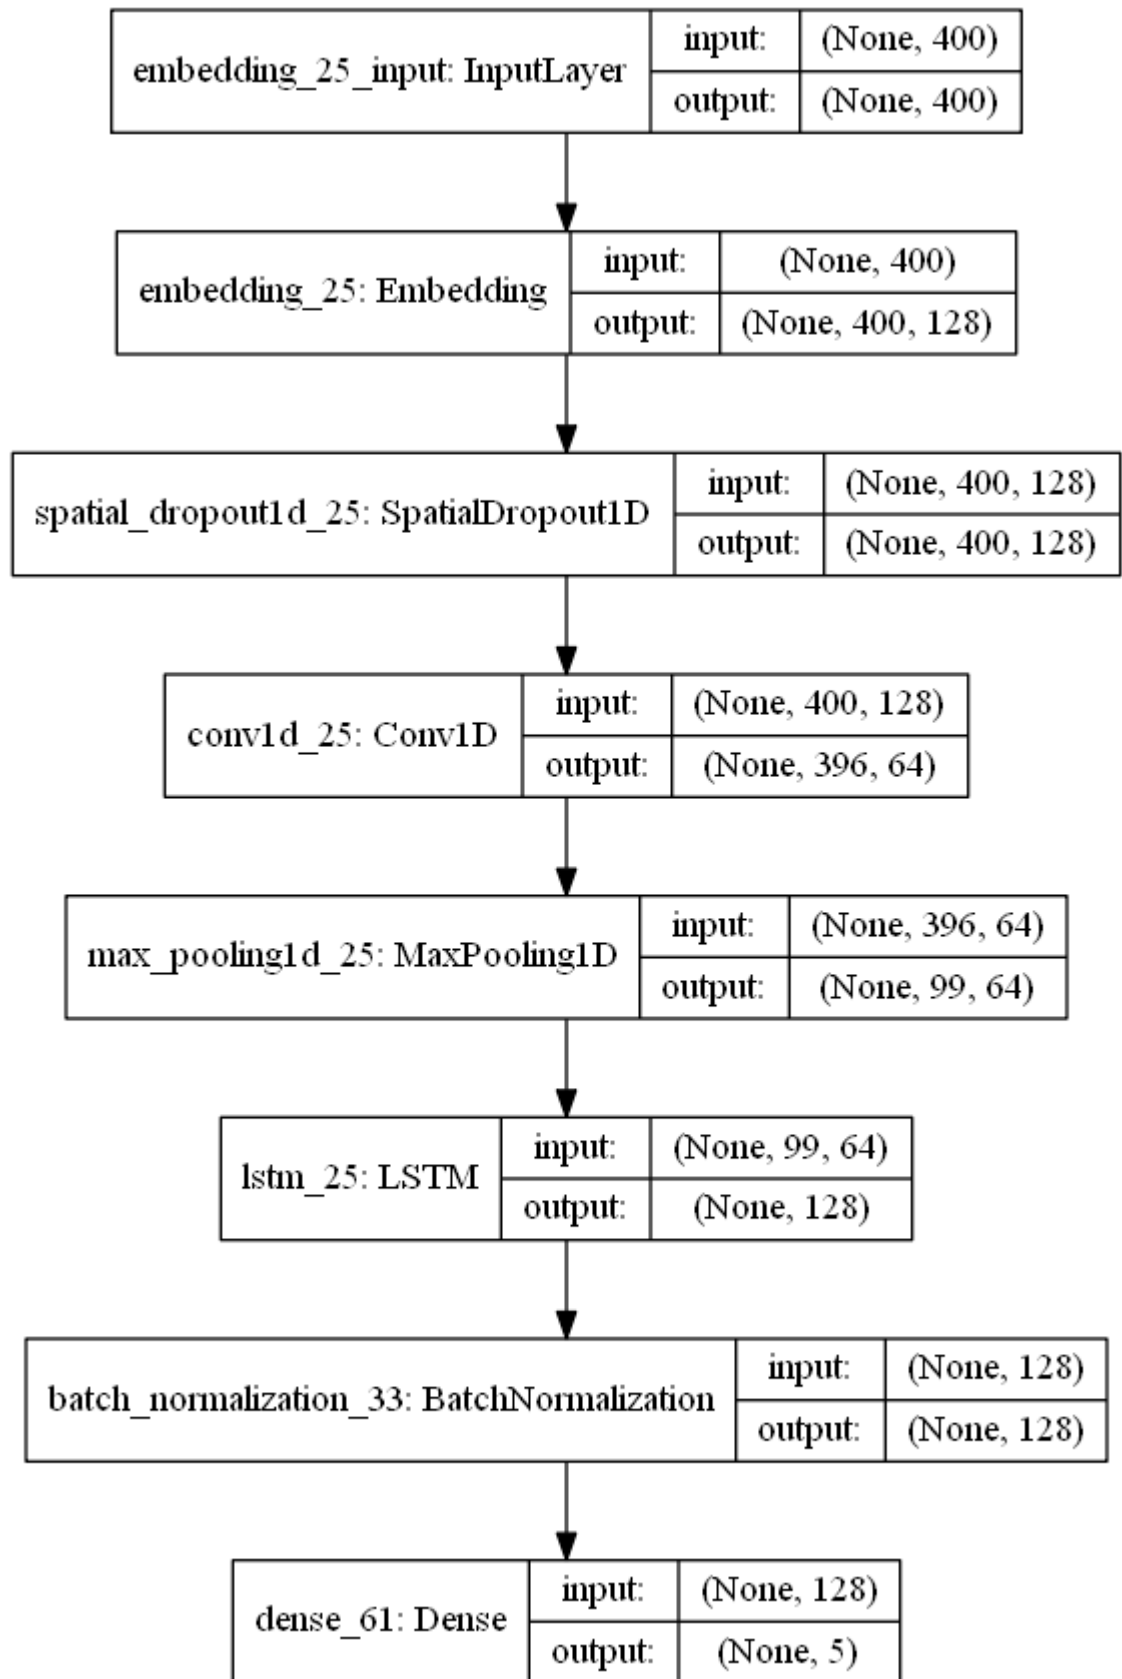 embedding_25_input: InputLayer
input: (None, 400)
output: (None, 400)
embedding_25: Embedding
input: (None, 400)
output: (None, 400, 128)
spatial_dropout1d_25: SpatialDropout1D
input: (None, 400, 128)
output: (None, 400, 128)
conv1d_25: Conv1D
input: (None, 400, 128)
output: (None, 396, 64)
max_pooling1d_25: MaxPooling1D
input: (None, 396, 64)
output: (None, 99, 64)
lstm_25: LSTM
input: (None, 99, 64)
output: (None, 128)
batch_normalization_33: BatchNormalization
input: (None, 128)
output: (None, 128)
dense_61: Dense
input: (None, 128)
output: (None, 5)